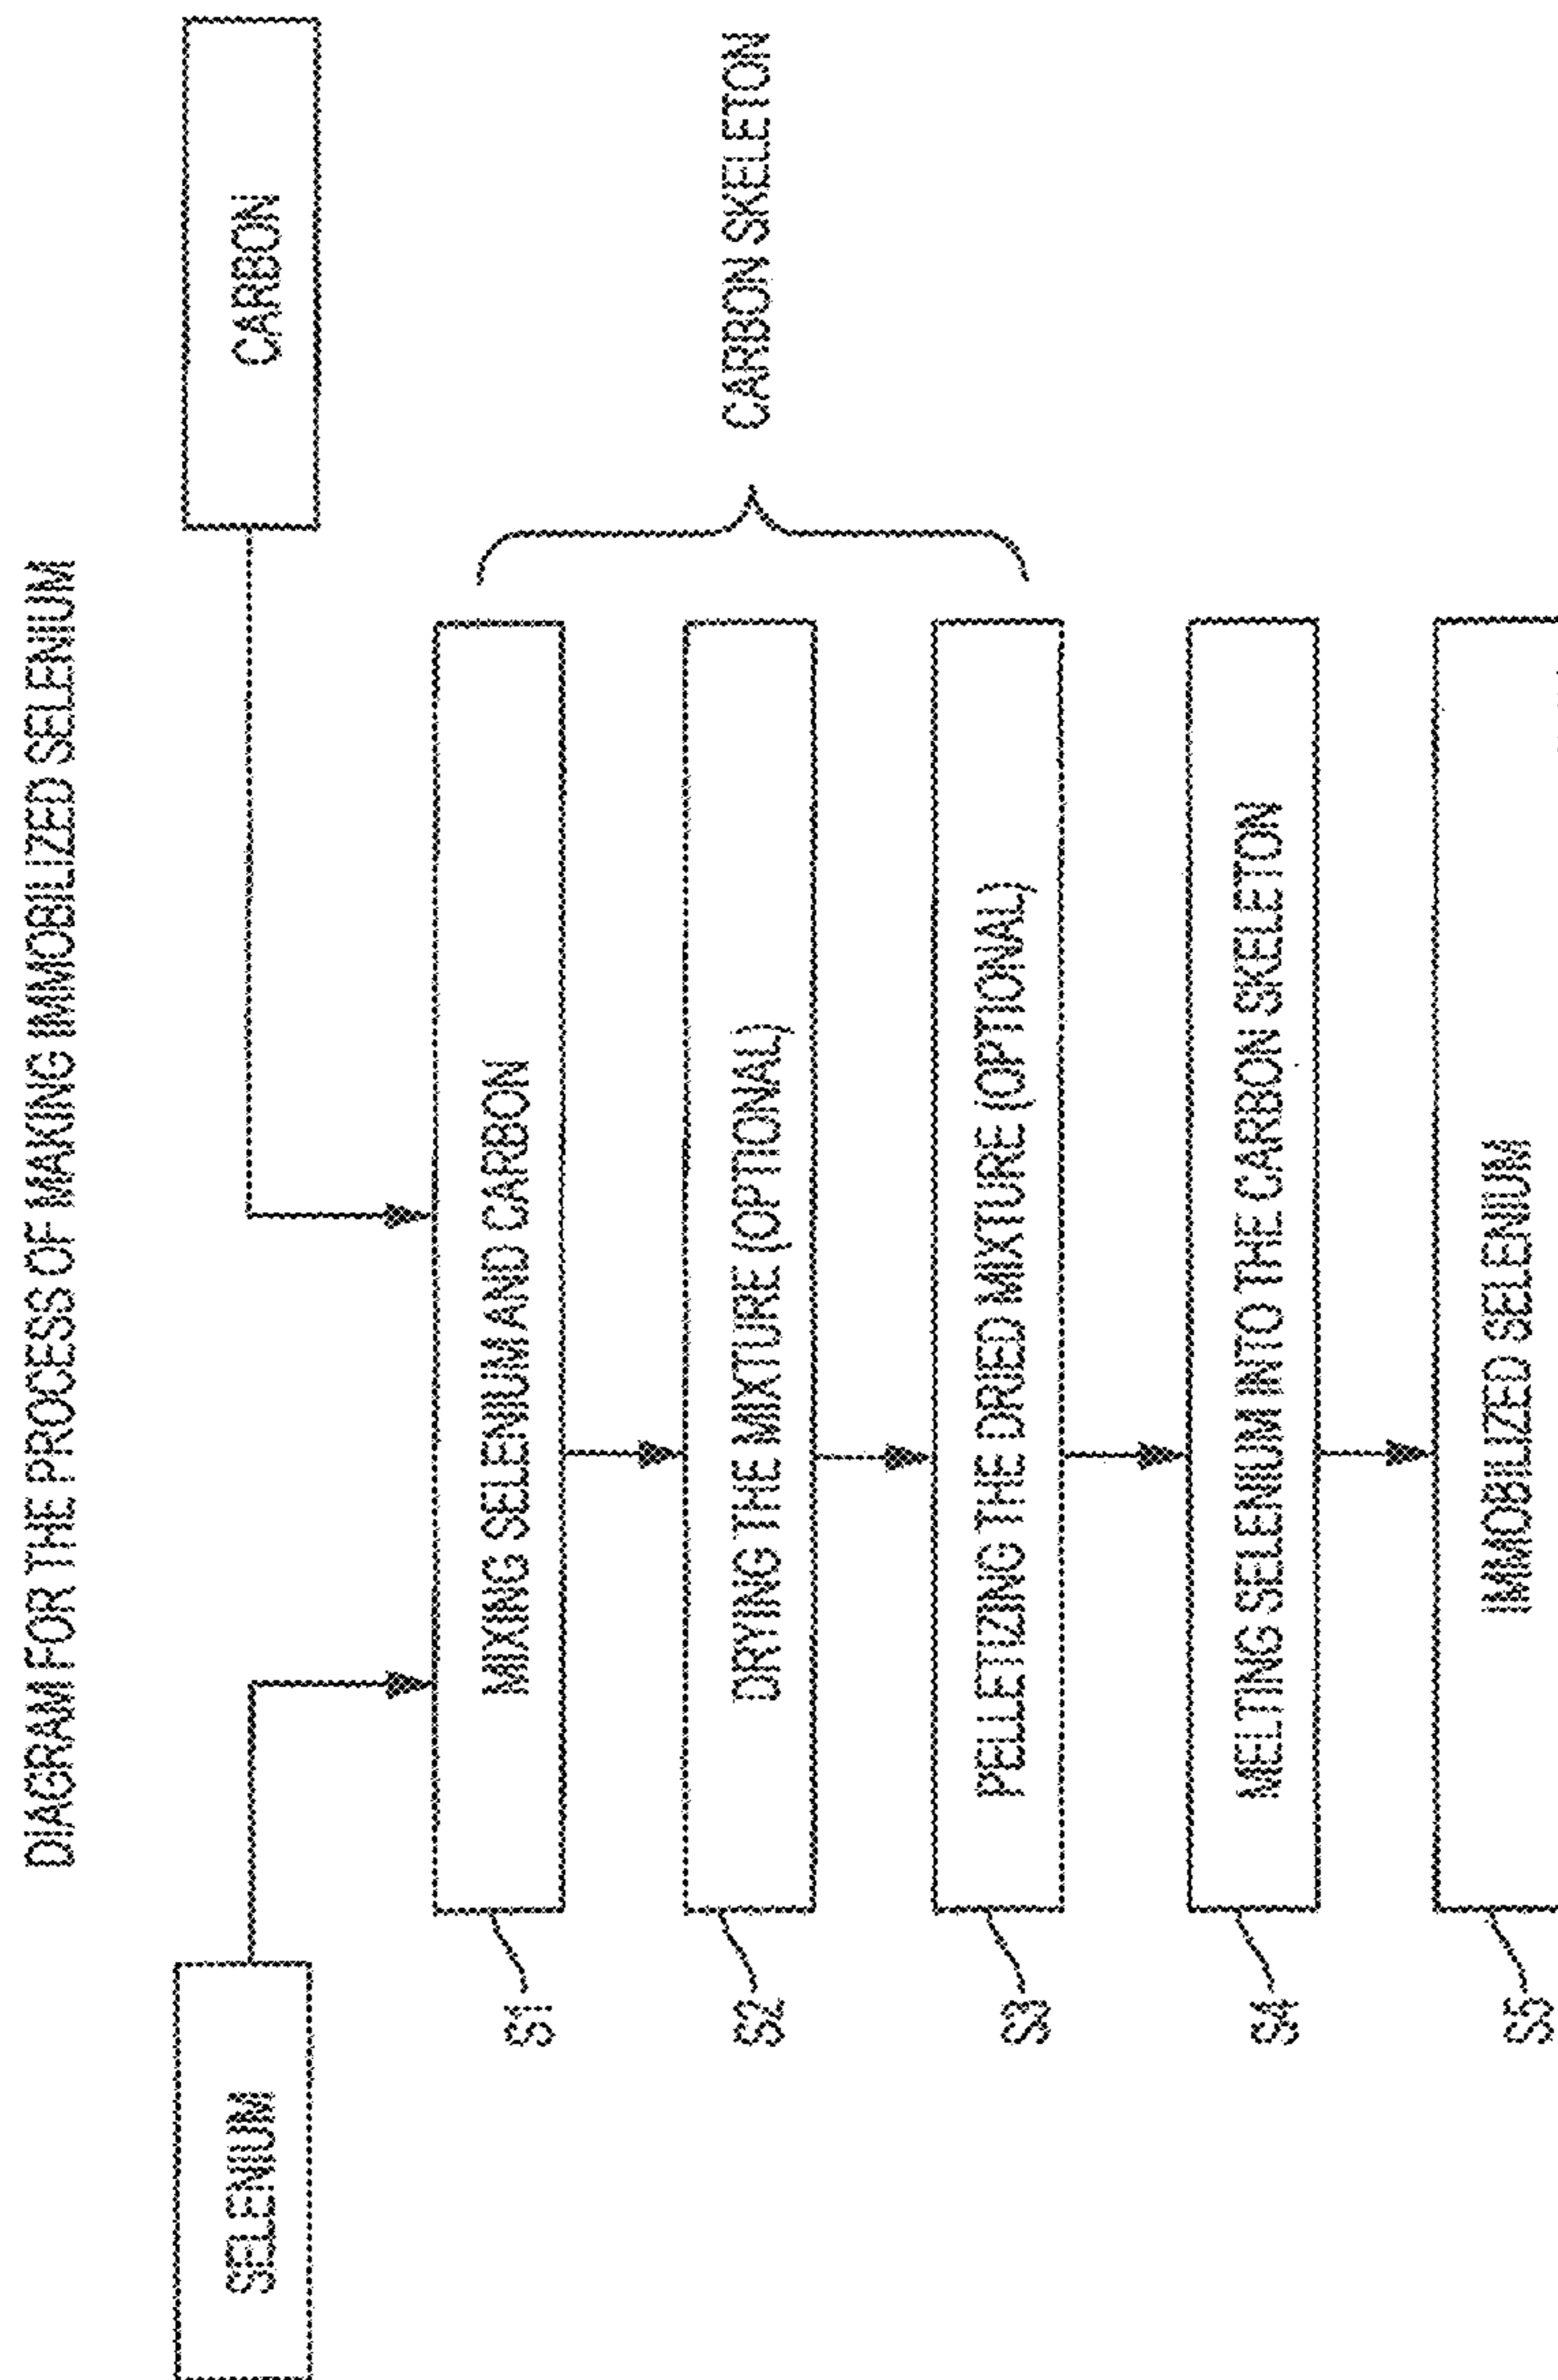 DIAGRAM FOR THE PROCESS OF MAKING IMMOBILIZED SELENIUM
SELENIUM
CARBON
MIXING SELENIUM AND CARBON
S1
DRYING THE MIXTURE (OPTIONAL)
S2
CARBON SKELETON
PELLETIZING THE DRIED MIXTURE (OPTIONAL)
S3
MELTING SELENIUM INTO THE CARBON SKELETON
S4
IMMOBILIZED SELENIUM
S5